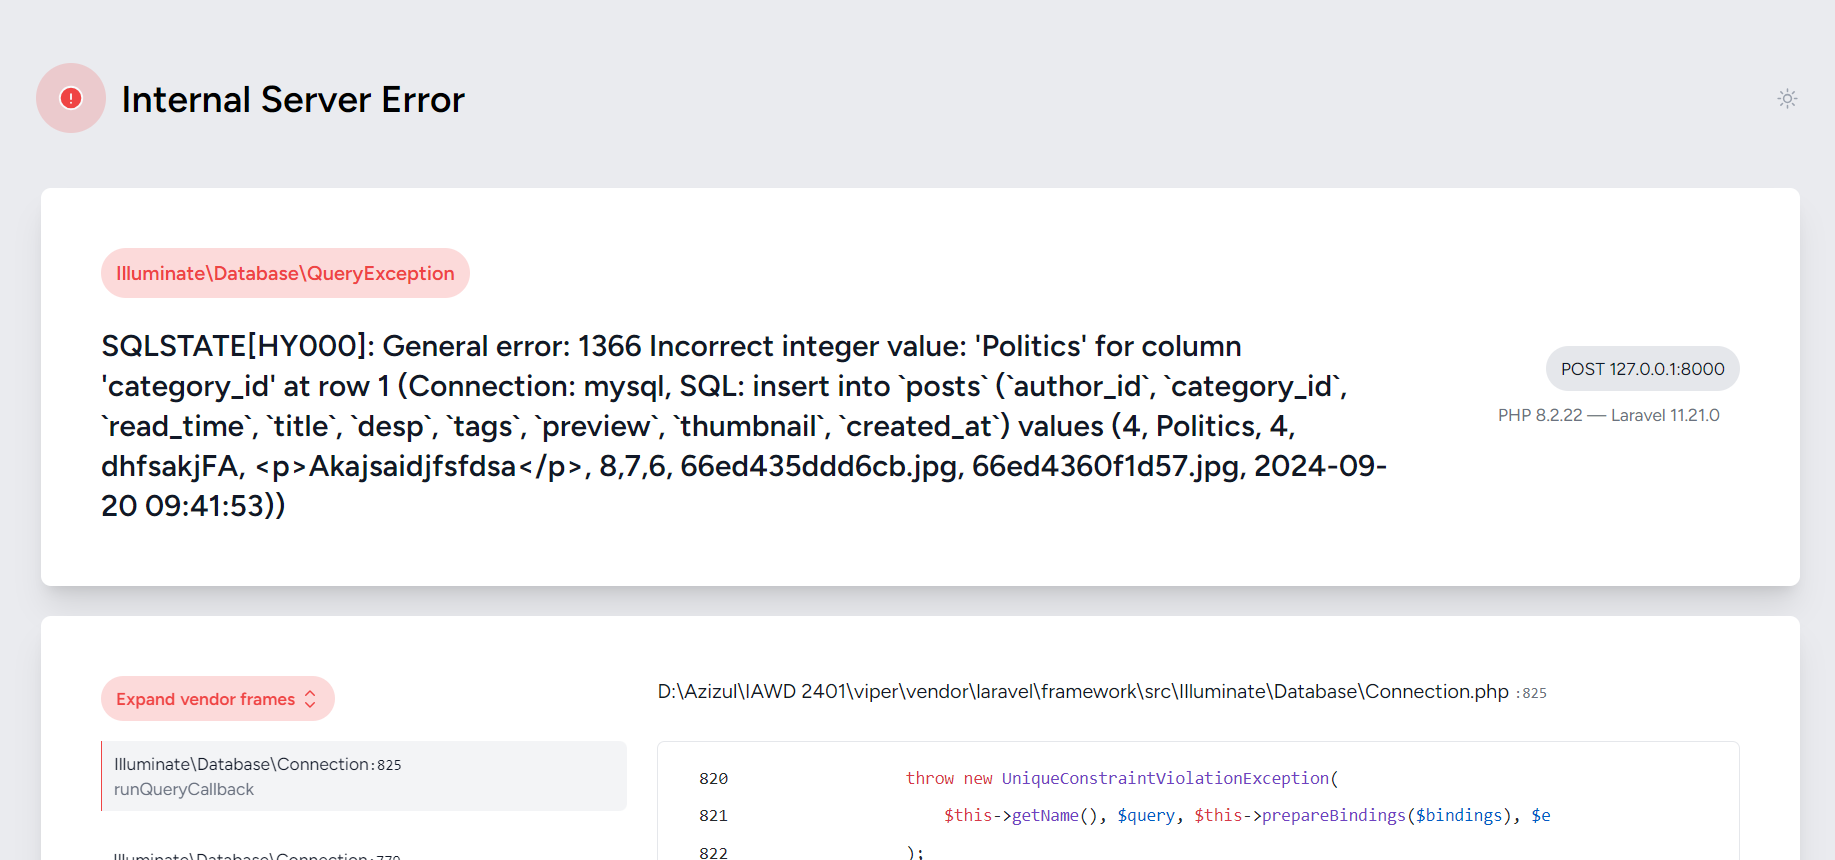 Internal Server Error
Illuminate\Database\QueryException
SQLSTATE[HY000]: General error: 1366 Incorrect integer value: 'Politics' for column
'category_id' at row 1 (Connection: mysql, SQL: insert into `posts` (`author_id`, `category_id`,
`read_time`, `title`, `desp`, `tags`, `preview`, `thumbnail`, `created_at`) values (4, Politics, 4,
dhfsakjFA, <p>Akajsaidjfsfdsa</p>, 8,7,6, 66ed435ddd6cb.jpg, 66ed4360f1d57.jpg, 2024-09-
20 09:41:53))
POST 127.0.0.1:8000
PHP 8.2.22 — Laravel 11.21.0
Expand vendor frames
Illuminate\Database\Connection:825
runQueryCallback
Illuminate\Database\Connection:779
D:\Azizul\IAWD 2401\viper\vendor\laravel\framework\src\Illuminate\Database\Connection.php :825
820 throw new UniqueConstraintViolationException(
821 $this->getName(), $query, $this->prepareBindings($bindings), $e
822 );